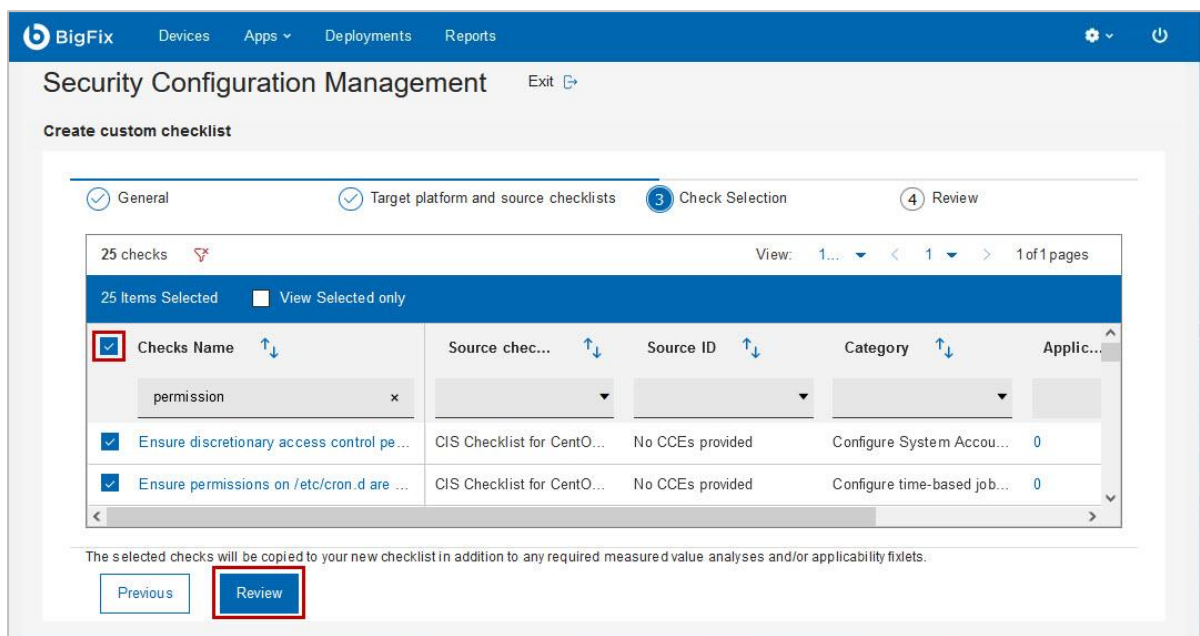 BigFix Devices Apps Deployments Reports
Security Configuration Management Exit
Create custom checklist
General Target platform and source checklists 3 Check Selection 4 Review
25 checks View: 1... 1 1 of 1 pages
25 Items Selected View Selected only
Checks Name Source chec... Source ID Category Applic...
permission ×
Ensure discretionary access control pe... CIS Checklist for CentO... No CCEs provided Configure System Accou... 0
Ensure permissions on /etc/cron.d are ... CIS Checklist for CentO... No CCEs provided Configure time-based job... 0
The selected checks will be copied to your new checklist in addition to any required measured value analyses and/or applicability fixlets.
Previous Review